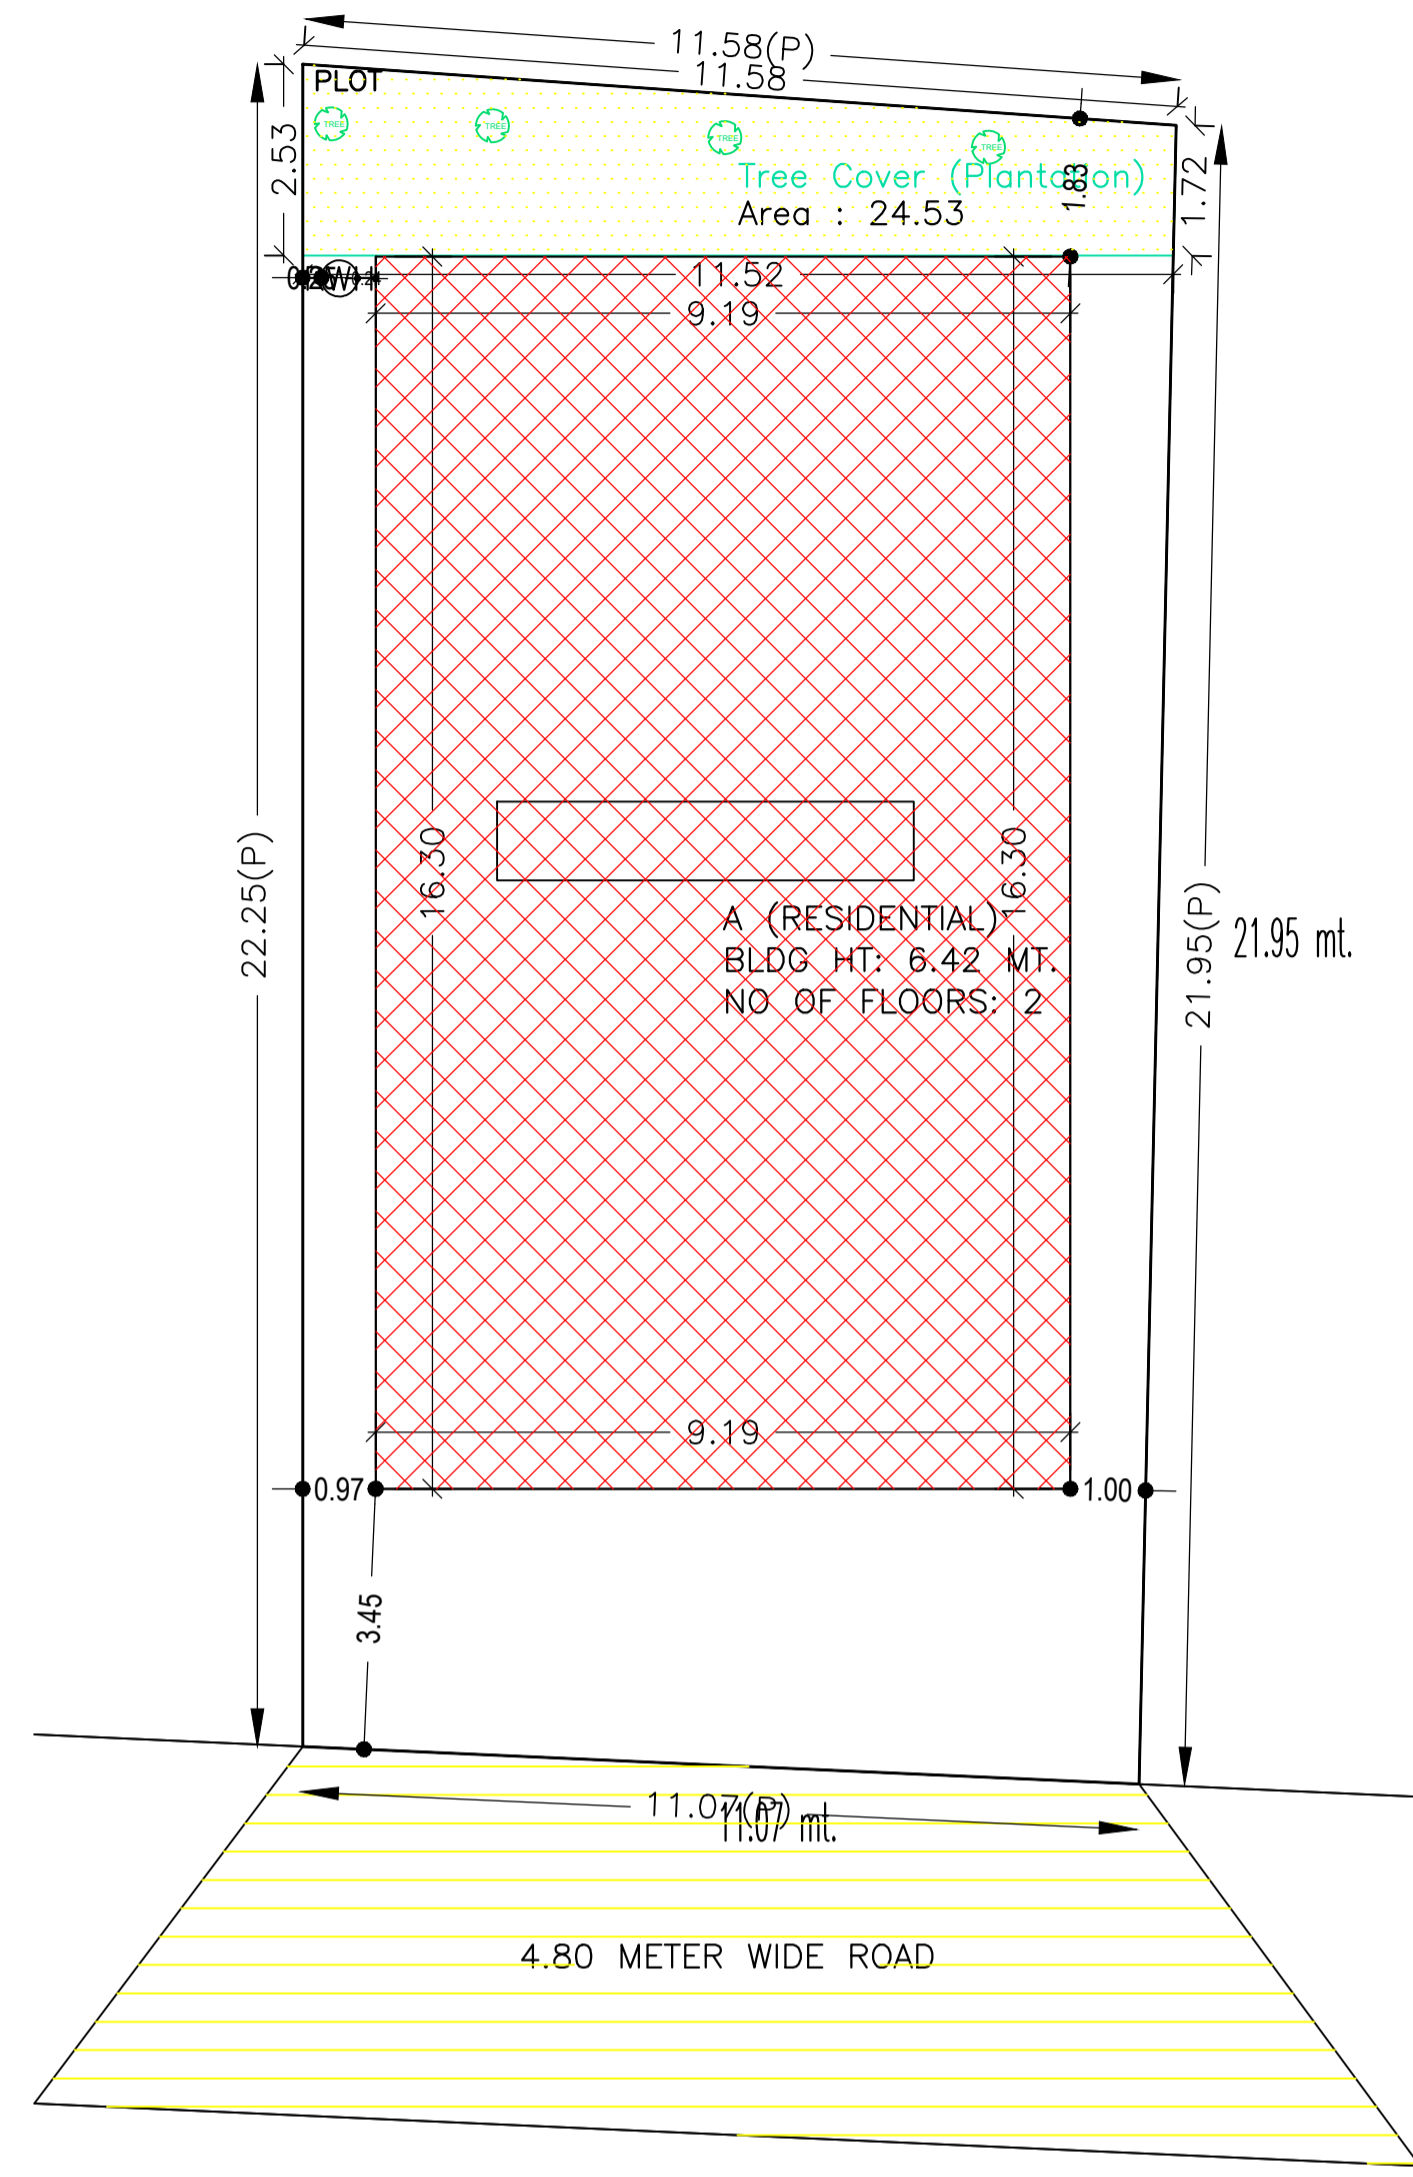 11.58(P)
11.58
PLOT
TREE
TREE
TREE
TREE
2.53
Tree Cover (Plantation)
Area : 24.53
1.83
1.72
11.52
9.19
16.30
16.30
22.25(P)
A (RESIDENTIAL)
BLDG HT: 6.42 MT.
NO OF FLOORS: 2
21.95(P)
21.95 mt.
9.19
0.97
1.00
3.45
11.07(P)
11.07 mt.
4.80 METER WIDE ROAD